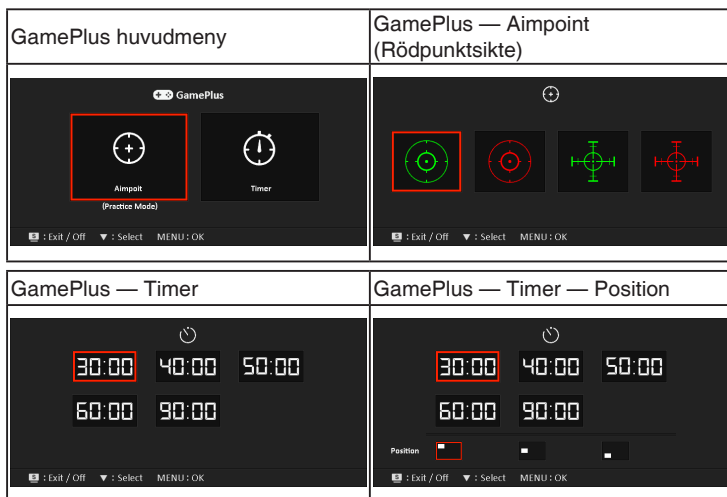 GamePlus huvudmeny
GamePlus — Aimpoint
(Rödpunktsikte)
GamePlus
Aimpoit
Timer
(Practice Mode)
S : Exit / Off ▼ : Select MENU : OK
S : Exit / Off ▼ : Select MENU : OK
GamePlus — Timer
GamePlus — Timer — Position
30:00 40:00 50:00
60:00 90:00
S : Exit / Off ▼ : Select MENU : OK
30:00 40:00 50:00
60:00 90:00
Position
S : Exit / Off ▼ : Select MENU : OK